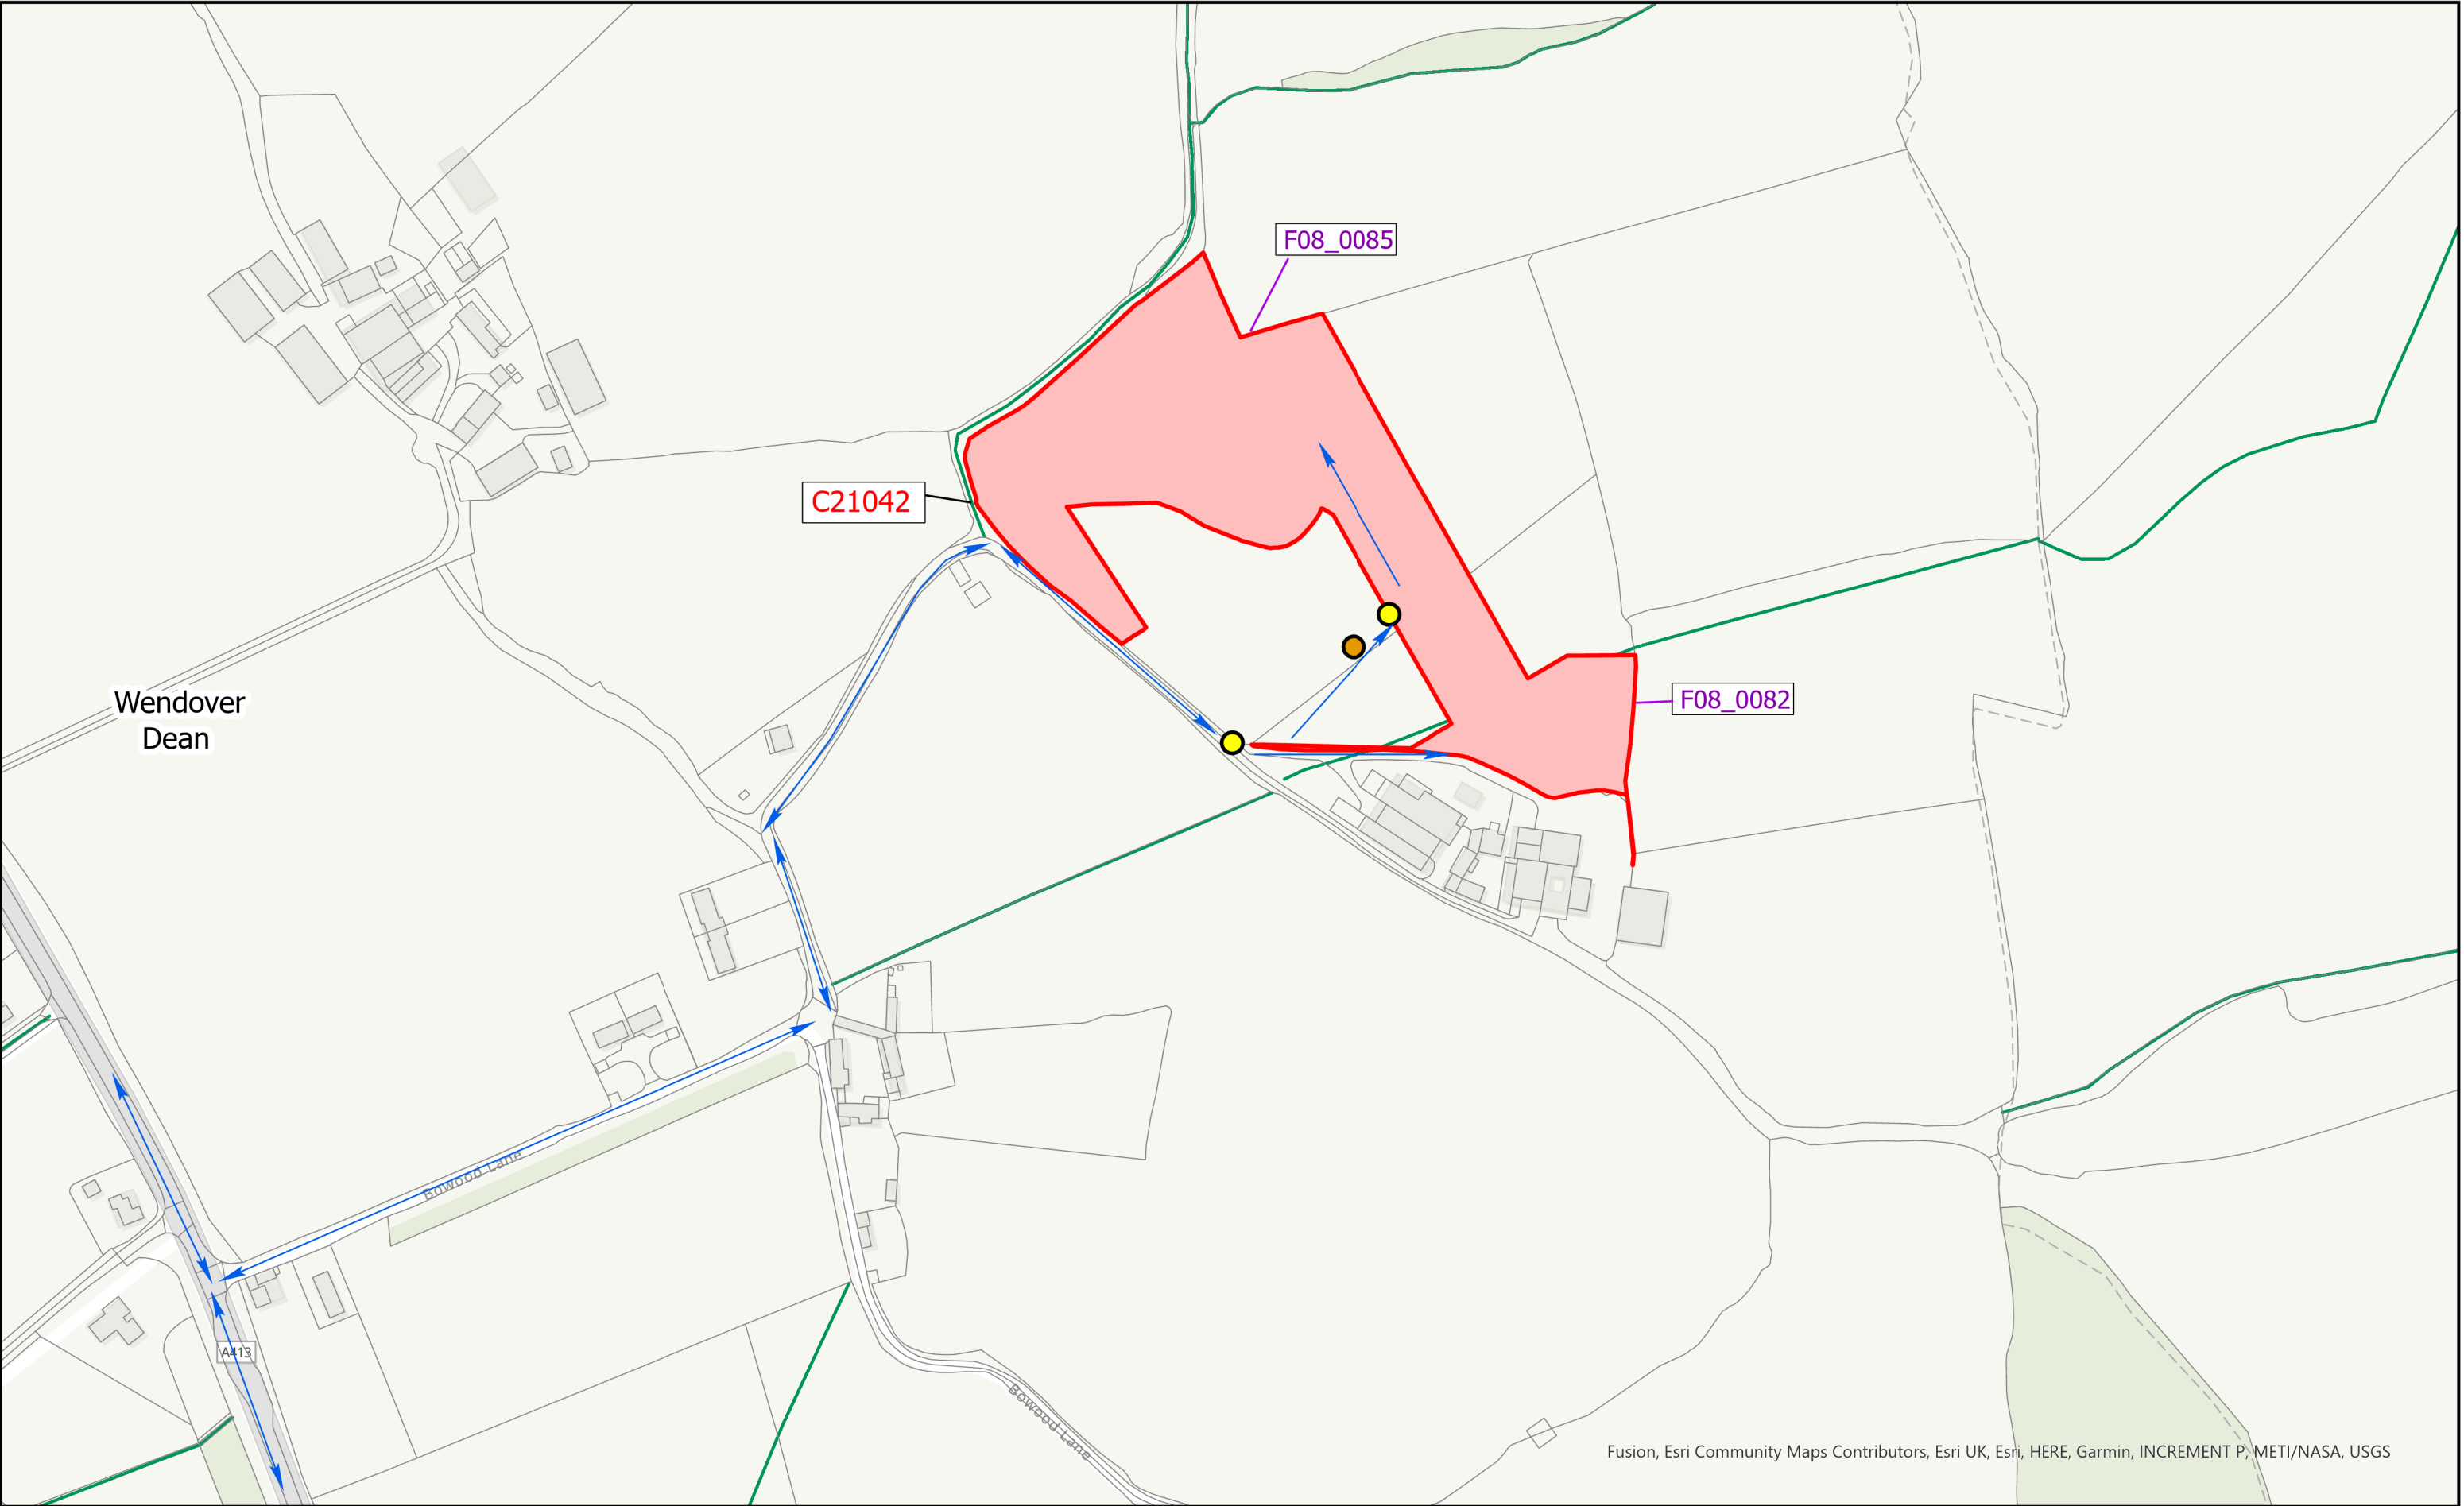 F08_0085
C21042
Wendover
Dean
F08_0082
Bowood Lane
A413
Bowood Lane
Fusion, Esri Community Maps Contributors, Esri UK, Esri, HERE, Garmin, INCREMENT P, METI/NASA, USGS